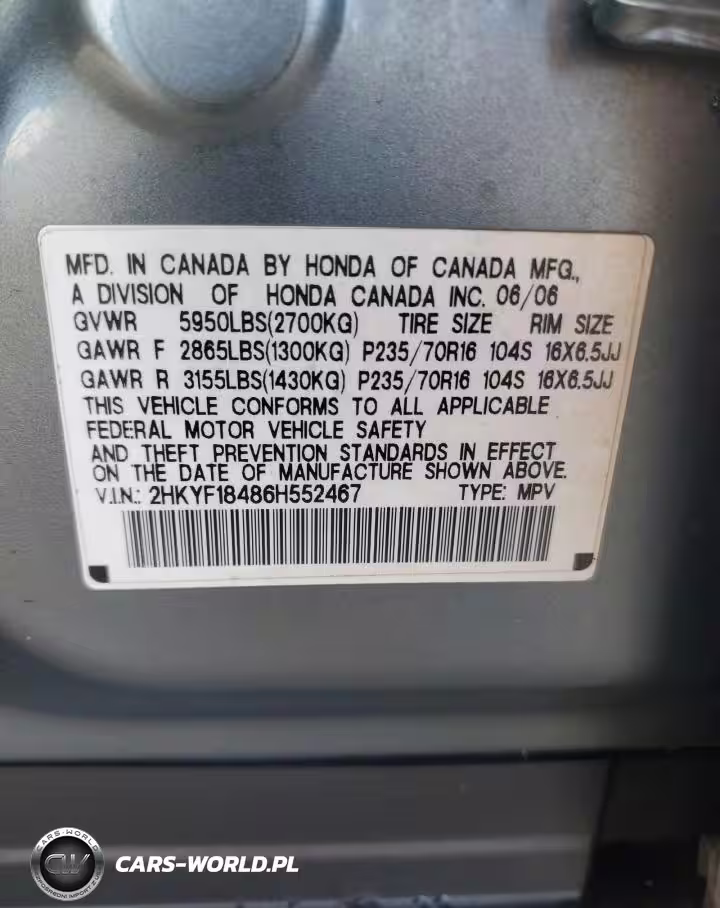 MFD. IN CANADA BY HONDA OF CANADA MFG.,
A DIVISION OF HONDA CANADA INC. 06/06
GVWR 5950LBS(2700KG) TIRE SIZE RIM SIZE
GAWR F 2865LBS(1300KG) P235/70R16 104S 16X6.5JJ
GAWR R 3155LBS(1430KG) P235/70R16 104S 16X6.5JJ
THIS VEHICLE CONFORMS TO ALL APPLICABLE
FEDERAL MOTOR VEHICLE SAFETY
AND THEFT PREVENTION STANDARDS IN EFFECT
ON THE DATE OF MANUFACTURE SHOWN ABOVE.
V.I.N.: 2HKYF18486H552467 TYPE: MPV
CARS-WORLD
CW
CARS-WORLD.PL